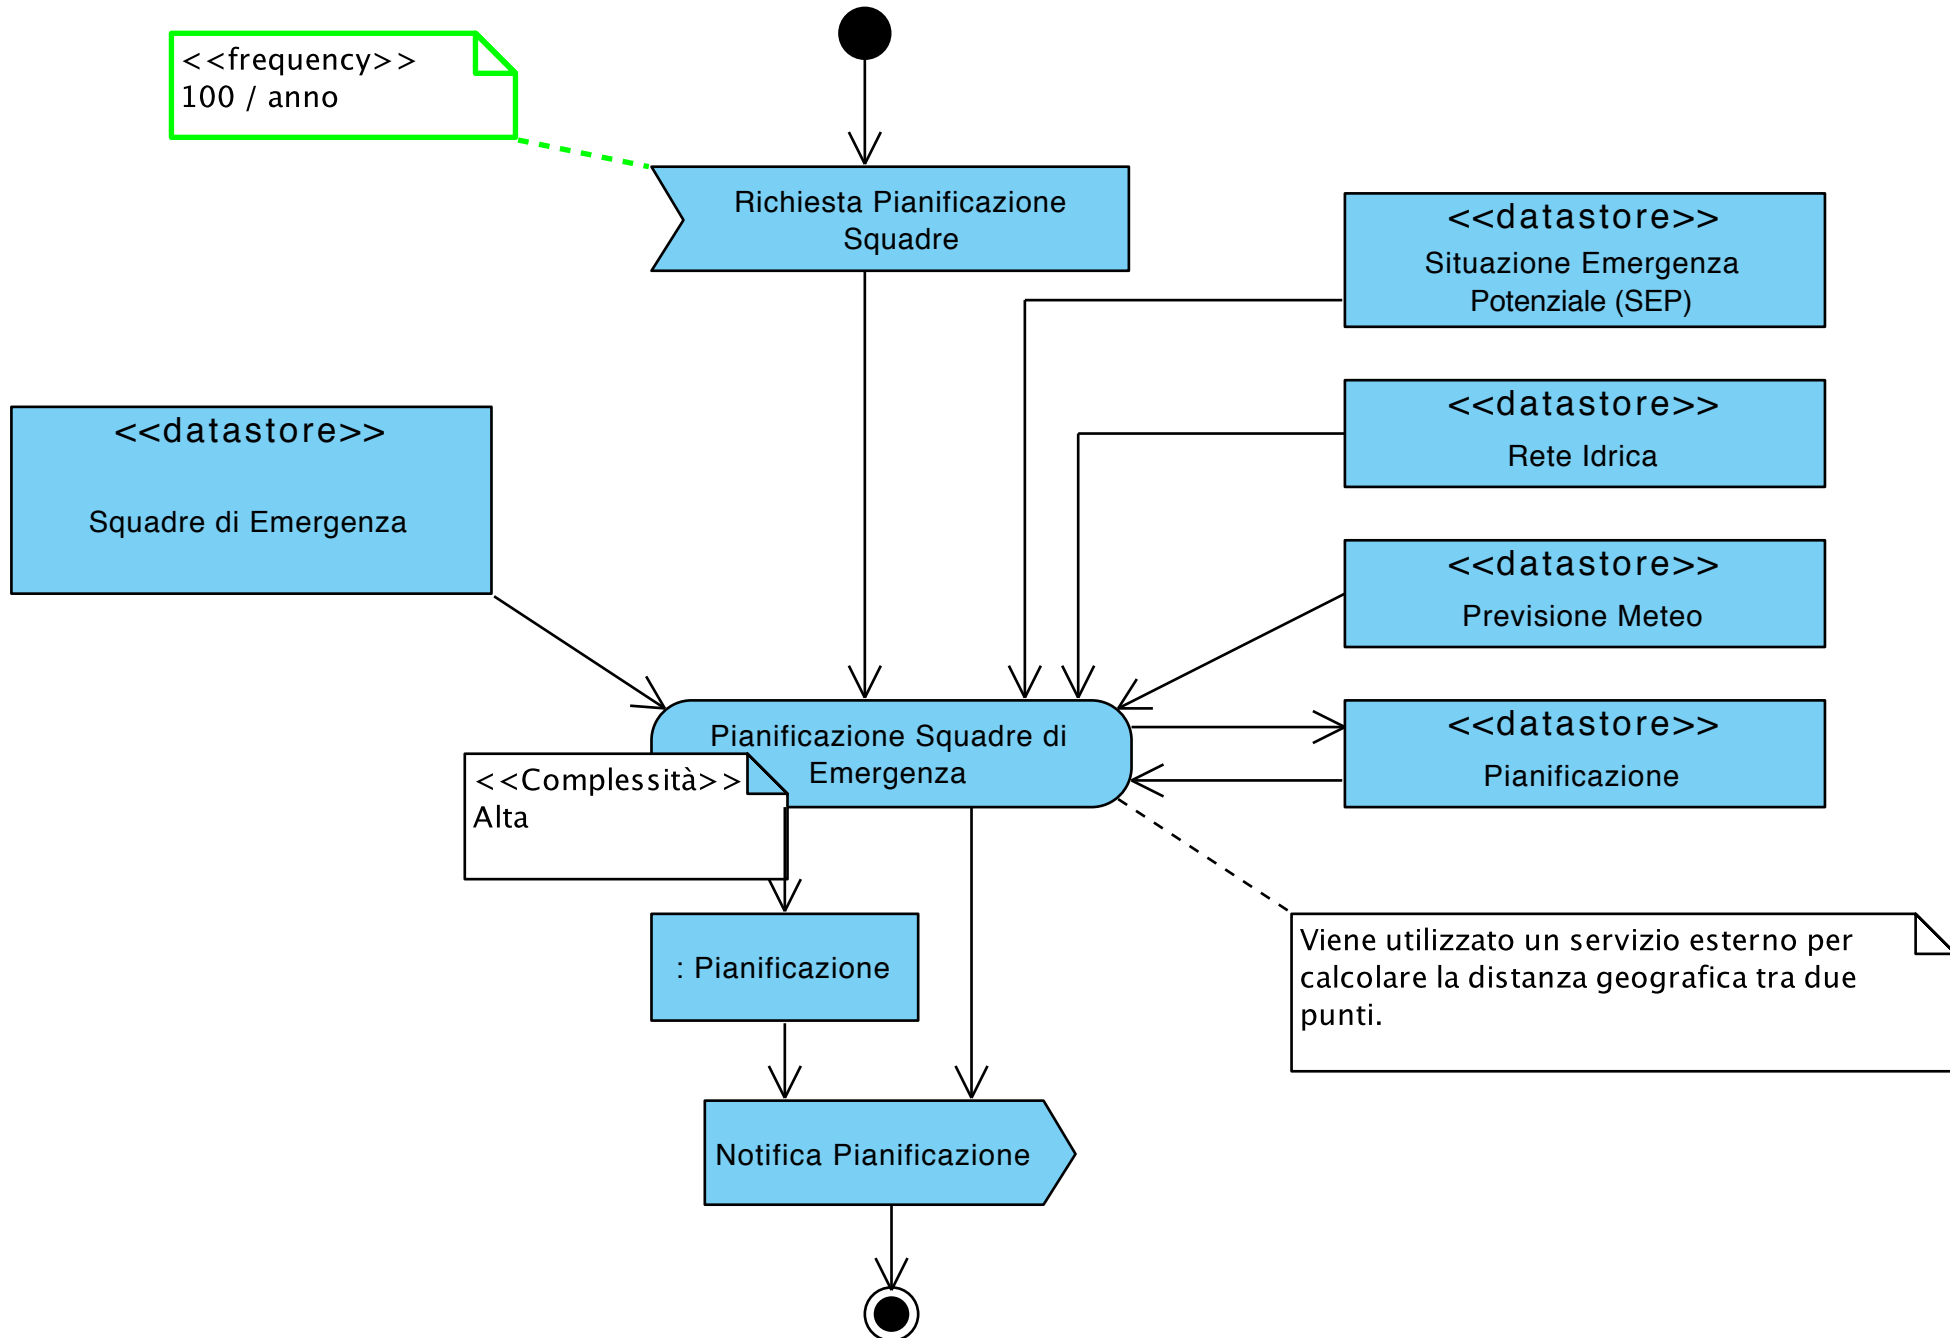 <<frequency>>
100 / anno
Richiesta Pianificazione
Squadre
<<datastore>>
Situazione Emergenza
Potenziale (SEP)
<<datastore>>
Rete Idrica
<<datastore>>
Squadre di Emergenza
<<datastore>>
Previsione Meteo
Pianificazione Squadre di
Emergenza
<<datastore>>
Pianificazione
<<Complessità>>
Alta
: Pianificazione
Viene utilizzato un servizio esterno per
calcolare la distanza geografica tra due
punti.
Notifica Pianificazione